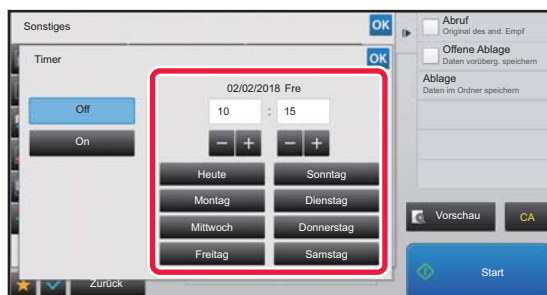 Sonstiges
OK
Timer
OK
02/02/2018 Fre
Off
10 : 15
On
Heute
Sonntag
Montag
Dienstag
Mittwoch
Donnerstag
Freitag
Samstag
Zurück
Abruf
Original des and. Empf
Offene Ablage
Daten vorüberg. speichern
Ablage
Daten im Ordner speichern
Vorschau
CA
Start